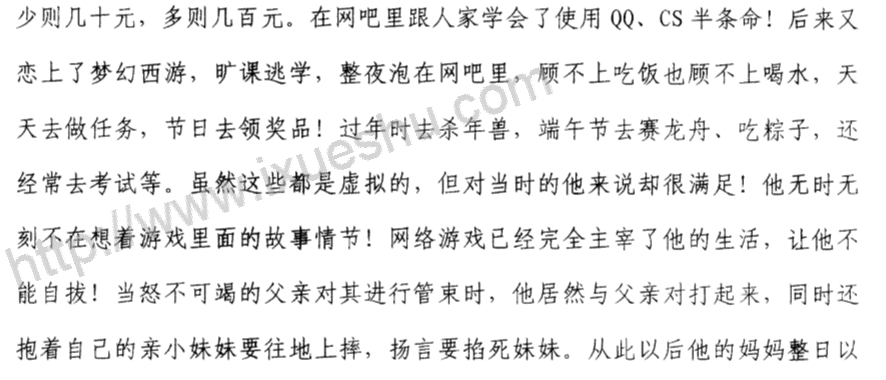 少则几十元，多则几百元。在网吧里跟人家学会了使用 QQ、CS 半条命！后来又
恋上了梦幻西游，旷课逃学，整夜泡在网吧里，顾不上吃饭也顾不上喝水，天
天去做任务，节日去领奖品！过年时去杀年兽，端午节去赛龙舟、吃粽子，还
经常去考试等。虽然这些都是虚拟的，但对当时的他来说却很满足！他无时无
刻不在想着游戏里面的故事情节！网络游戏已经完全主宰了他的生活，让他不
能自拔！当怒不可竭的父亲对其进行管束时，他居然与父亲对打起来，同时还
抱着自己的亲小妹妹要往地上摔，扬言要掐死妹妹。从此以后他的妈妈整日以
http://www.ixueshu.com